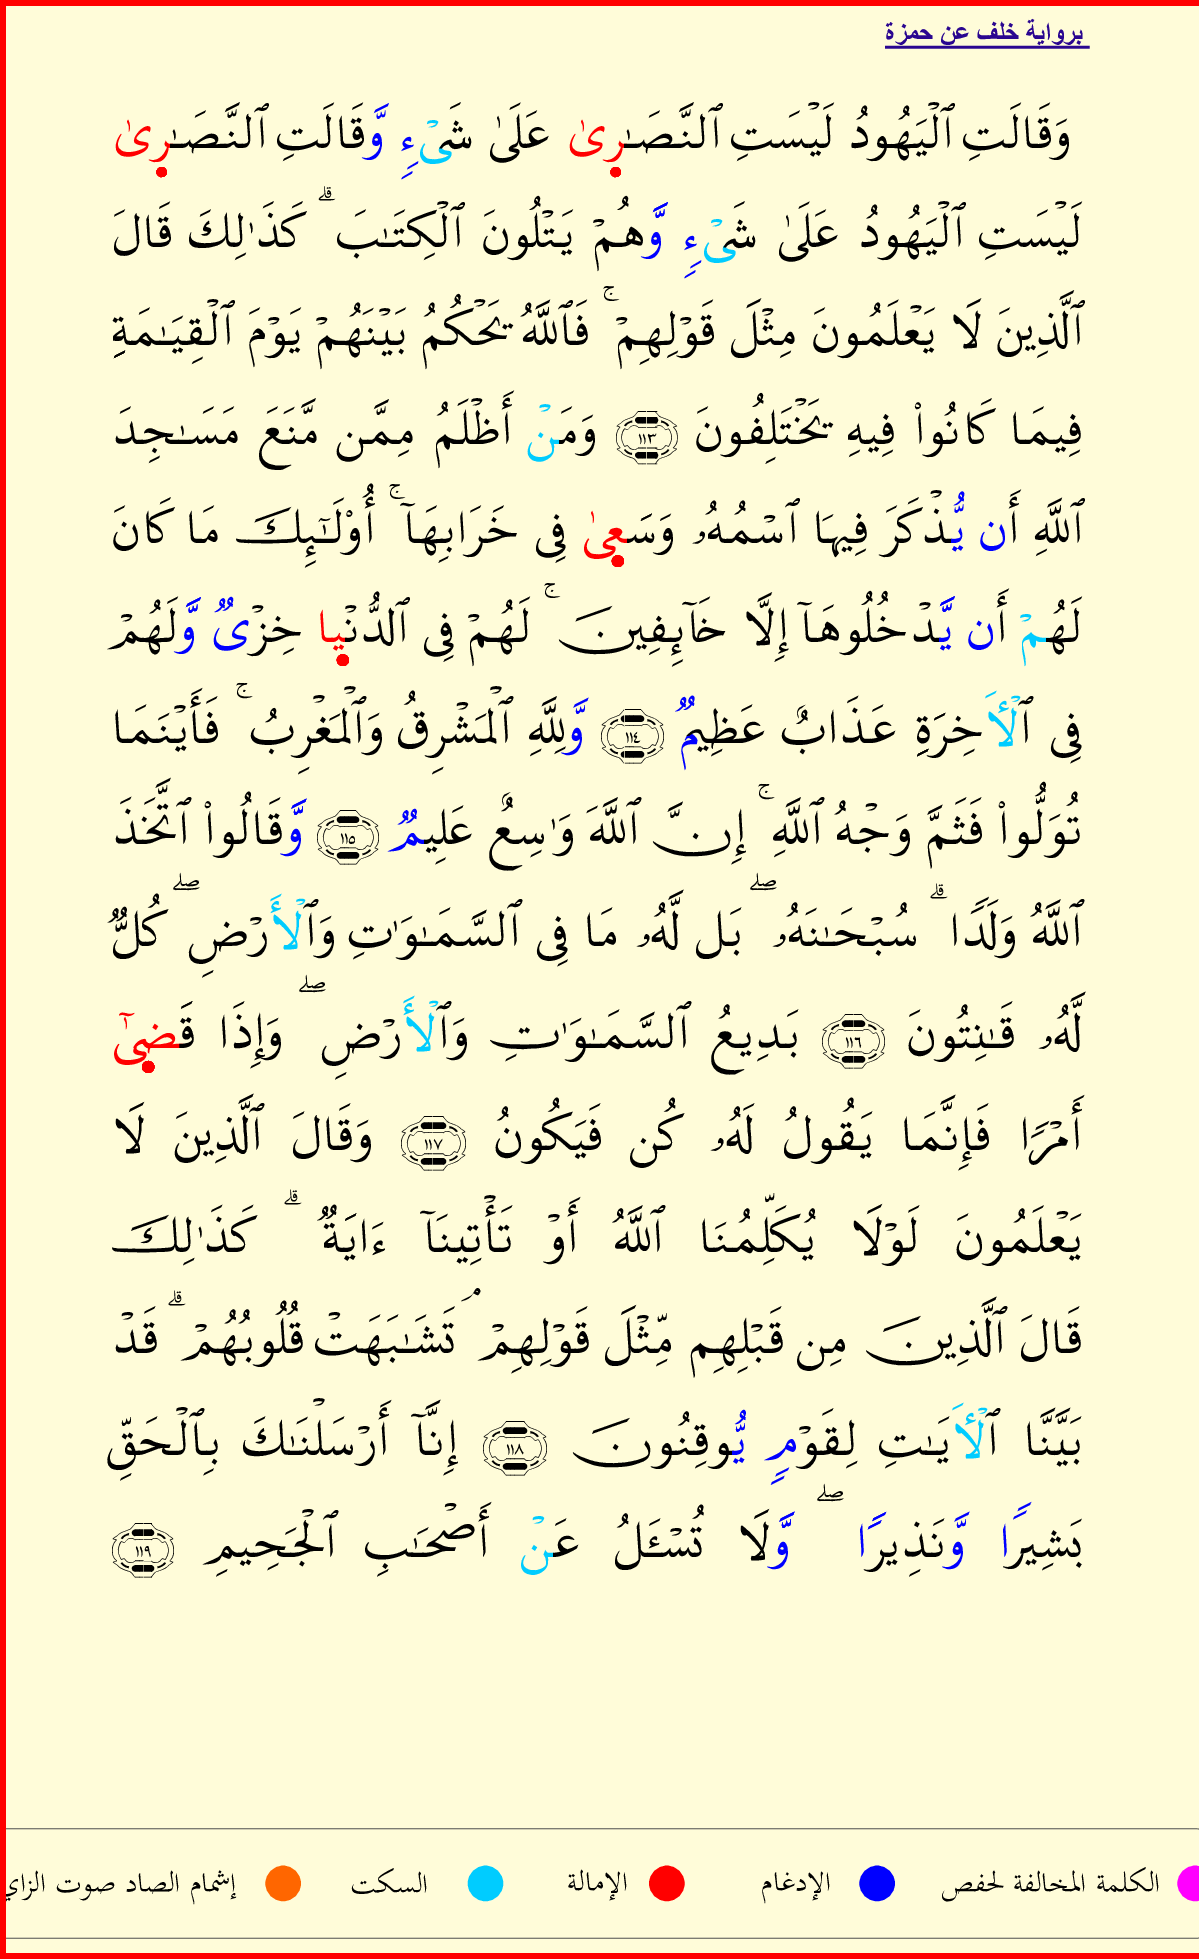 برواية خلف عن حمزة
وَقَالَتِ ٱلْيَهُودُ لَيْسَتِ ٱلنَّصَـٰرِىٰ عَلَىٰ شَىْءٍ وَّقَالَتِ ٱلنَّصَـٰرِىٰ
لَيْسَتِ ٱلْيَهُودُ عَلَىٰ شَىْءٍ وَّهُمْ يَتْلُونَ ٱلْكِتَـٰبَ ۗ كَذَٰلِكَ قَالَ
ٱلَّذِينَ لَا يَعْلَمُونَ مِثْلَ قَوْلِهِمْ ۚ فَٱللَّهُ يَحْكُمُ بَيْنَهُمْ يَوْمَ ٱلْقِيَـٰمَةِ
فِيمَا كَانُوا۟ فِيهِ يَخْتَلِفُونَ ١١٣ وَمَنْ أَظْلَمُ مِمَّن مَّنَعَ مَسَـٰجِدَ
ٱللَّهِ أَن يُّذْكَرَ فِيهَا ٱسْمُهُۥ وَسَعِىٰ فِى خَرَابِهَآ ۚ أُو۟لَـٰٓئِكَ مَا كَانَ
لَهُمْ أَن يَّدْخُلُوهَآ إِلَّا خَآئِفِينَ ۚ لَهُمْ فِى ٱلدُّنْيِا خِزْىٌ وَّلَهُمْ
فِى ٱلْأَخِرَةِ عَذَابٌ عَظِيمٌ ١١٤ وَّلِلَّهِ ٱلْمَشْرِقُ وَٱلْمَغْرِبُ ۚ فَأَيْنَمَا
تُوَلُّوا۟ فَثَمَّ وَجْهُ ٱللَّهِ ۚ إِنَّ ٱللَّهَ وَٰسِعٌ عَلِيمٌ ١١٥ وَّقَالُوا۟ ٱتَّخَذَ
ٱللَّهُ وَلَدًا ۗ سُبْحَـٰنَهُۥ ۖ بَل لَّهُۥ مَا فِى ٱلسَّمَـٰوَٰتِ وَٱلْأَرْضِ ۖ كُلٌّ
لَّهُۥ قَـٰنِتُونَ ١١٦ بَدِيعُ ٱلسَّمَـٰوَٰتِ وَٱلْأَرْضِ ۖ وَإِذَا قَضِىٰٓ
أَمْرًا فَإِنَّمَا يَقُولُ لَهُۥ كُن فَيَكُونُ ١١٧ وَقَالَ ٱلَّذِينَ لَا
يَعْلَمُونَ لَوْلَا يُكَلِّمُنَا ٱللَّهُ أَوْ تَأْتِينَآ ءَايَةٌ ۗ كَذَٰلِكَ
قَالَ ٱلَّذِينَ مِن قَبْلِهِم مِّثْلَ قَوْلِهِمْ ۘ تَشَـٰبَهَتْ قُلُوبُهُمْ ۗ قَدْ
بَيَّنَّا ٱلْأَيَـٰتِ لِقَوْمٍ يُّوقِنُونَ ١١٨ إِنَّآ أَرْسَلْنَـٰكَ بِٱلْحَقِّ
بَشِيرًا وَّنَذِيرًا ۖ وَّلَا تُسْـَٔلُ عَنْ أَصْحَـٰبِ ٱلْجَحِيمِ ١١٩
الكلمة المخالفة لحفص الإدغام الإمالة السكت إشمام الصاد صوت الزاي